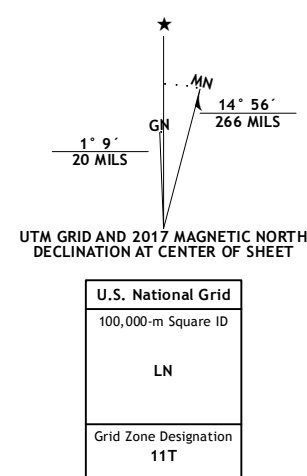 ★
MN
GN
14° 56´
266 MILS
1° 9´
20 MILS
UTM GRID AND 2017 MAGNETIC NORTH
DECLINATION AT CENTER OF SHEET
U.S. National Grid
100,000-m Square ID
LN
Grid Zone Designation
11T